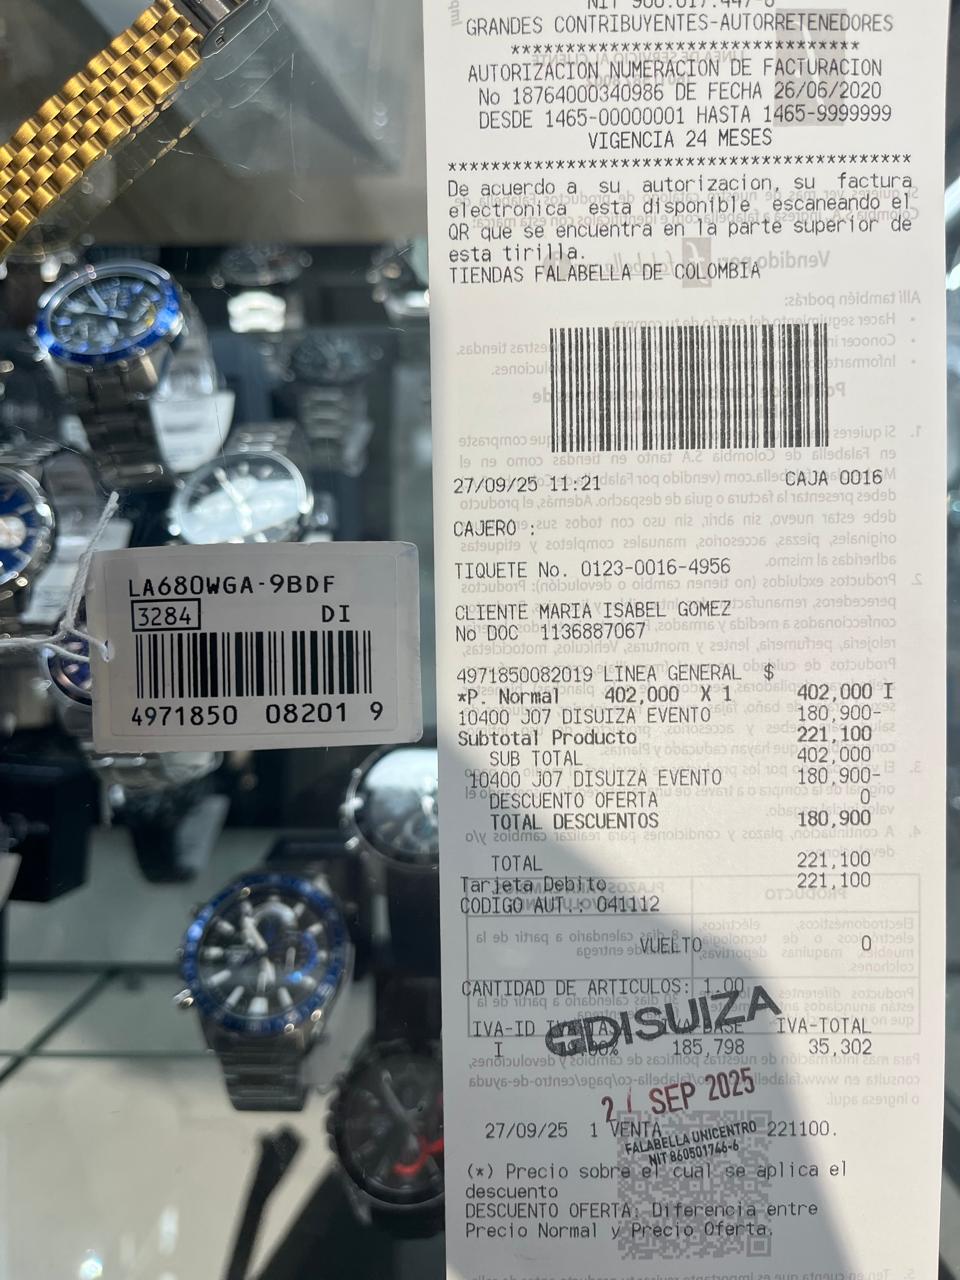 GRANDES CONTRIBUYENTES-AUTORRETENEDORES
*********************************
AUTORIZACION NUMERACION DE FACTURACION
No 18764000340986 DE FECHA 26/06/2020
DESDE 1465-00000001 HASTA 1465-9999999
VIGENCIA 24 MESES
********************************************
De acuerdo a su autorizacion, su factura
electronica esta disponible escaneando el
QR que se encuentra en la parte superior de
esta tirilla.
TIENDAS FALABELLA DE COLOMBIA
27/09/25 11:21 CAJA 0016
CAJERO :
TIQUETE No. 0123-0016-4956
CLIENTE MARIA ISABEL GOMEZ
No DOC 1136887067
4971850082019 LINEA GENERAL $
*P. Normal 402,000 X 1 402,000 I
10400 J07 DISUIZA EVENTO 180,900-
Subtotal Producto 221,100
SUB TOTAL 402,000
10400 J07 DISUIZA EVENTO 180,900-
DESCUENTO OFERTA 0
TOTAL DESCUENTOS 180,900
TOTAL 221,100
Tarjeta Debito 221,100
CODIGO AUT.: 041112
VUELTO 0
CANTIDAD DE ARTICULOS: 1.00
IVA-ID BASE IVA-TOTAL
I 185,798 35,302
DISUIZA
SEP 2025
27/09/25 1 VENTA 221100.
FALABELLA UNICENTRO
NIT 860501746-6
(*) Precio sobre el cual se aplica el
descuento
DESCUENTO OFERTA: Diferencia entre
Precio Normal y Precio Oferta.
LA680WGA-9BDF
3284 DI
4971850 08201 9